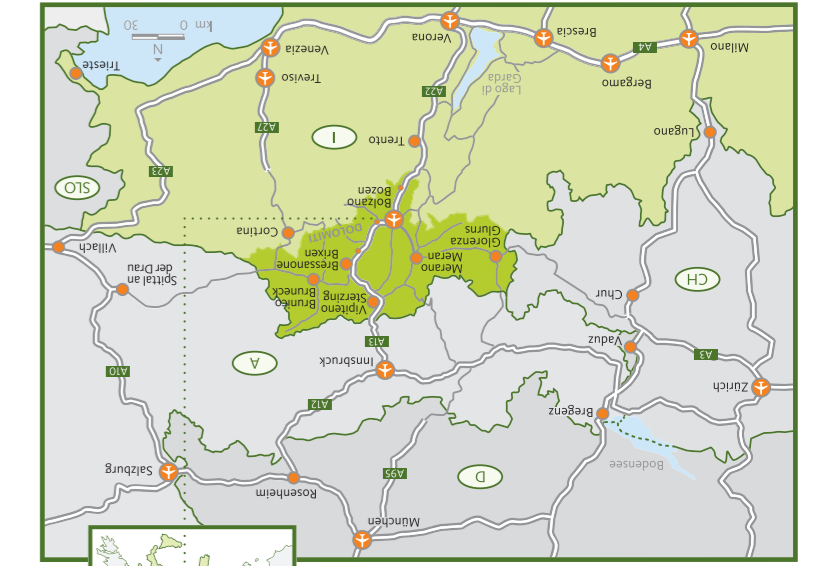 München
Bodensee
D
A95
Rosenheim
Salzburg
Bregenz
A12
Zürich
A3
Vaduz
Innsbruck
A13
A
A10
Chur
CH
Vipiteno
Sterzing
Brunico
Bruneck
Spittal an
der Drau
Merano
Meran
Bressanone
Brixen
Glorenza
Glurns
Villach
DOLOMITI
Cortina
Bolzano
Bozen
SLO
A23
Lugano
Trento
I
A27
A22
Lago di
Garda
Bergamo
Treviso
Trieste
Milano
A4
Brescia
Verona
Venezia
N
km 0 30